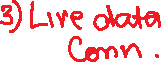 3) Live data
Conn.